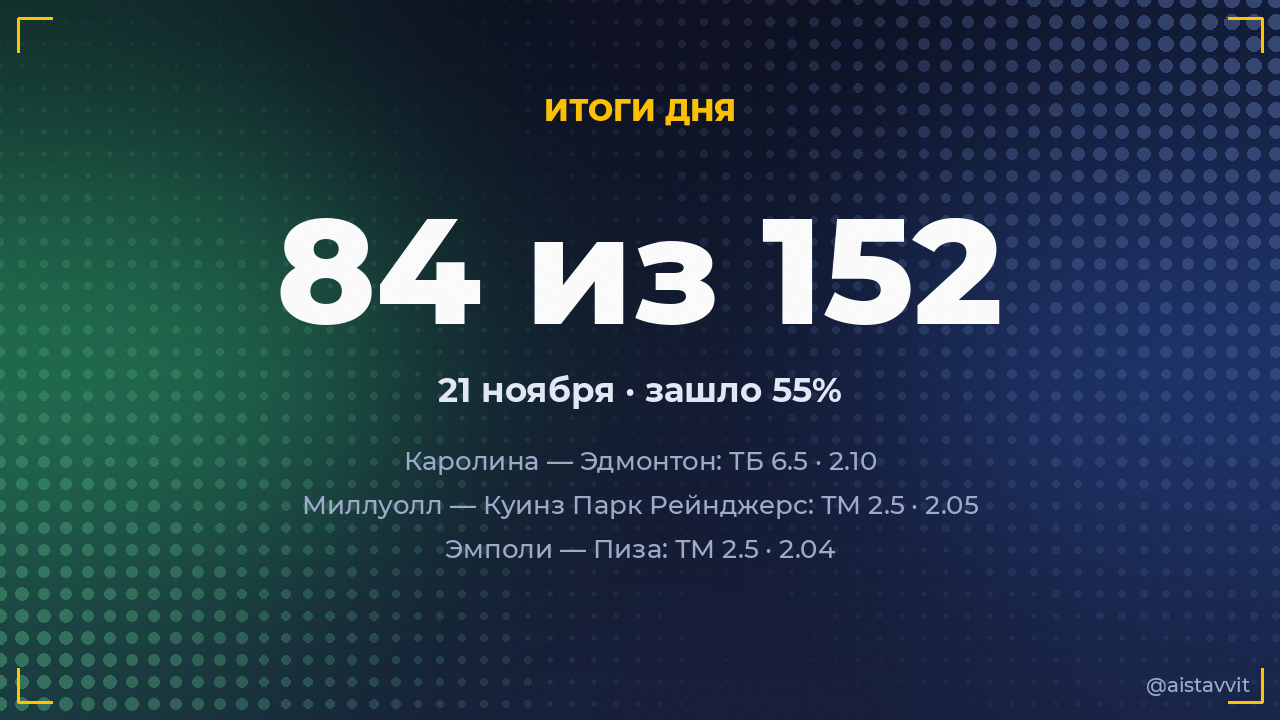 ИТОГИ ДНЯ
84 из 152
21 ноября · зашло 55%
Каролина — Эдмонтон: ТБ 6.5 · 2.10
Миллуолл — Куинз Парк Рейнджерс: ТМ 2.5 · 2.05
Эмполи — Пиза: ТМ 2.5 · 2.04
@aistavvit